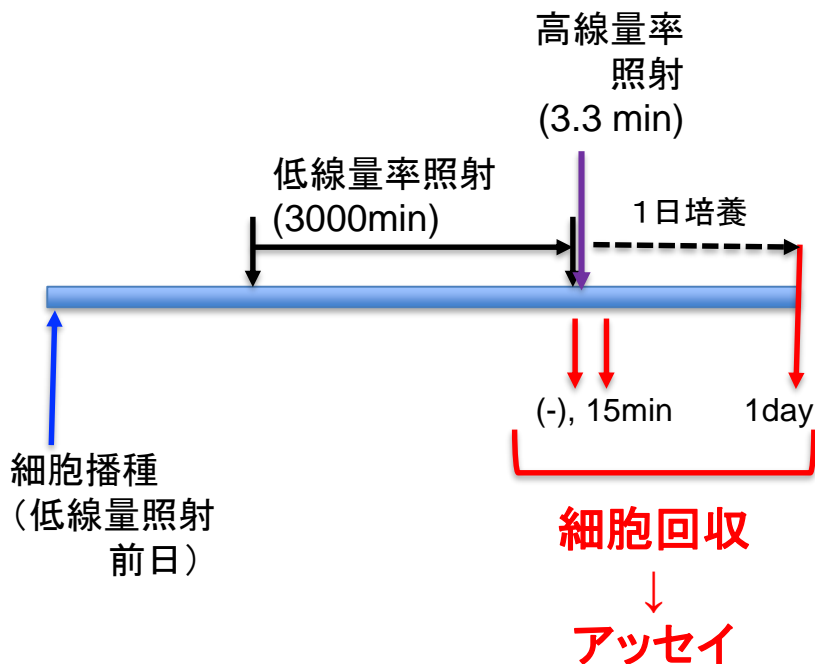 高線量率
照射
(3.3 min)
低線量率照射
(3000min)
１日培養
(-), 15min
1day
細胞播種
（低線量照射
前日）
細胞回収
↓
アッセイ